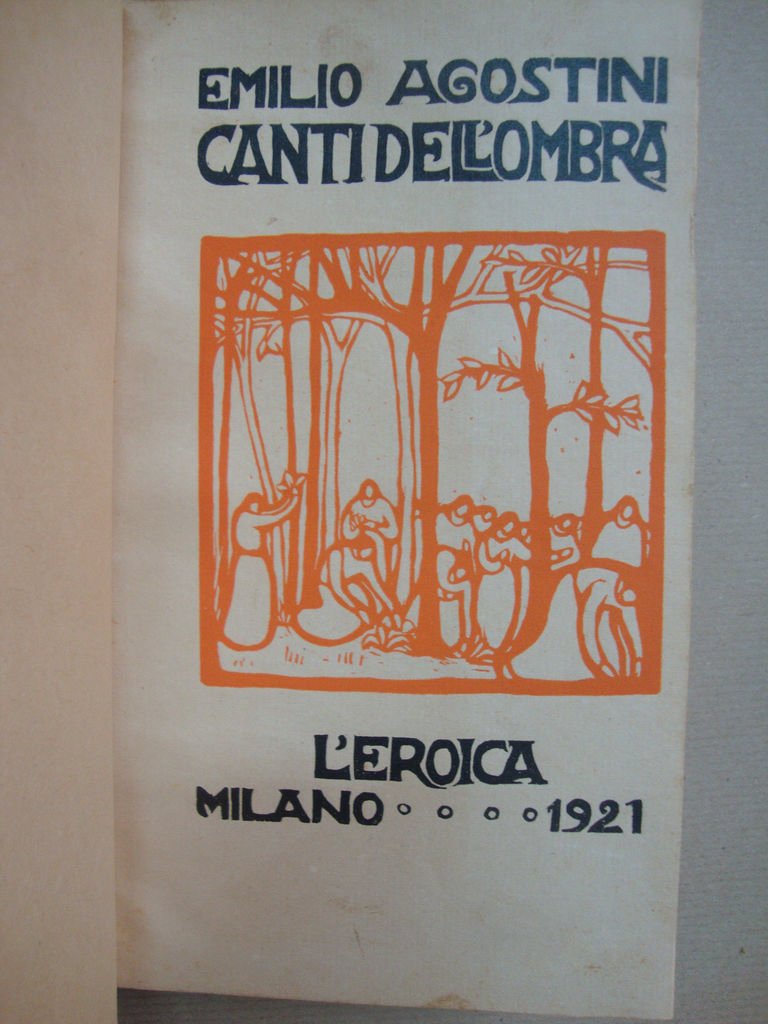 EMILIO AGOSTINI
CANTI DELL'OMBRA
L'EROICA
MILANO 1921